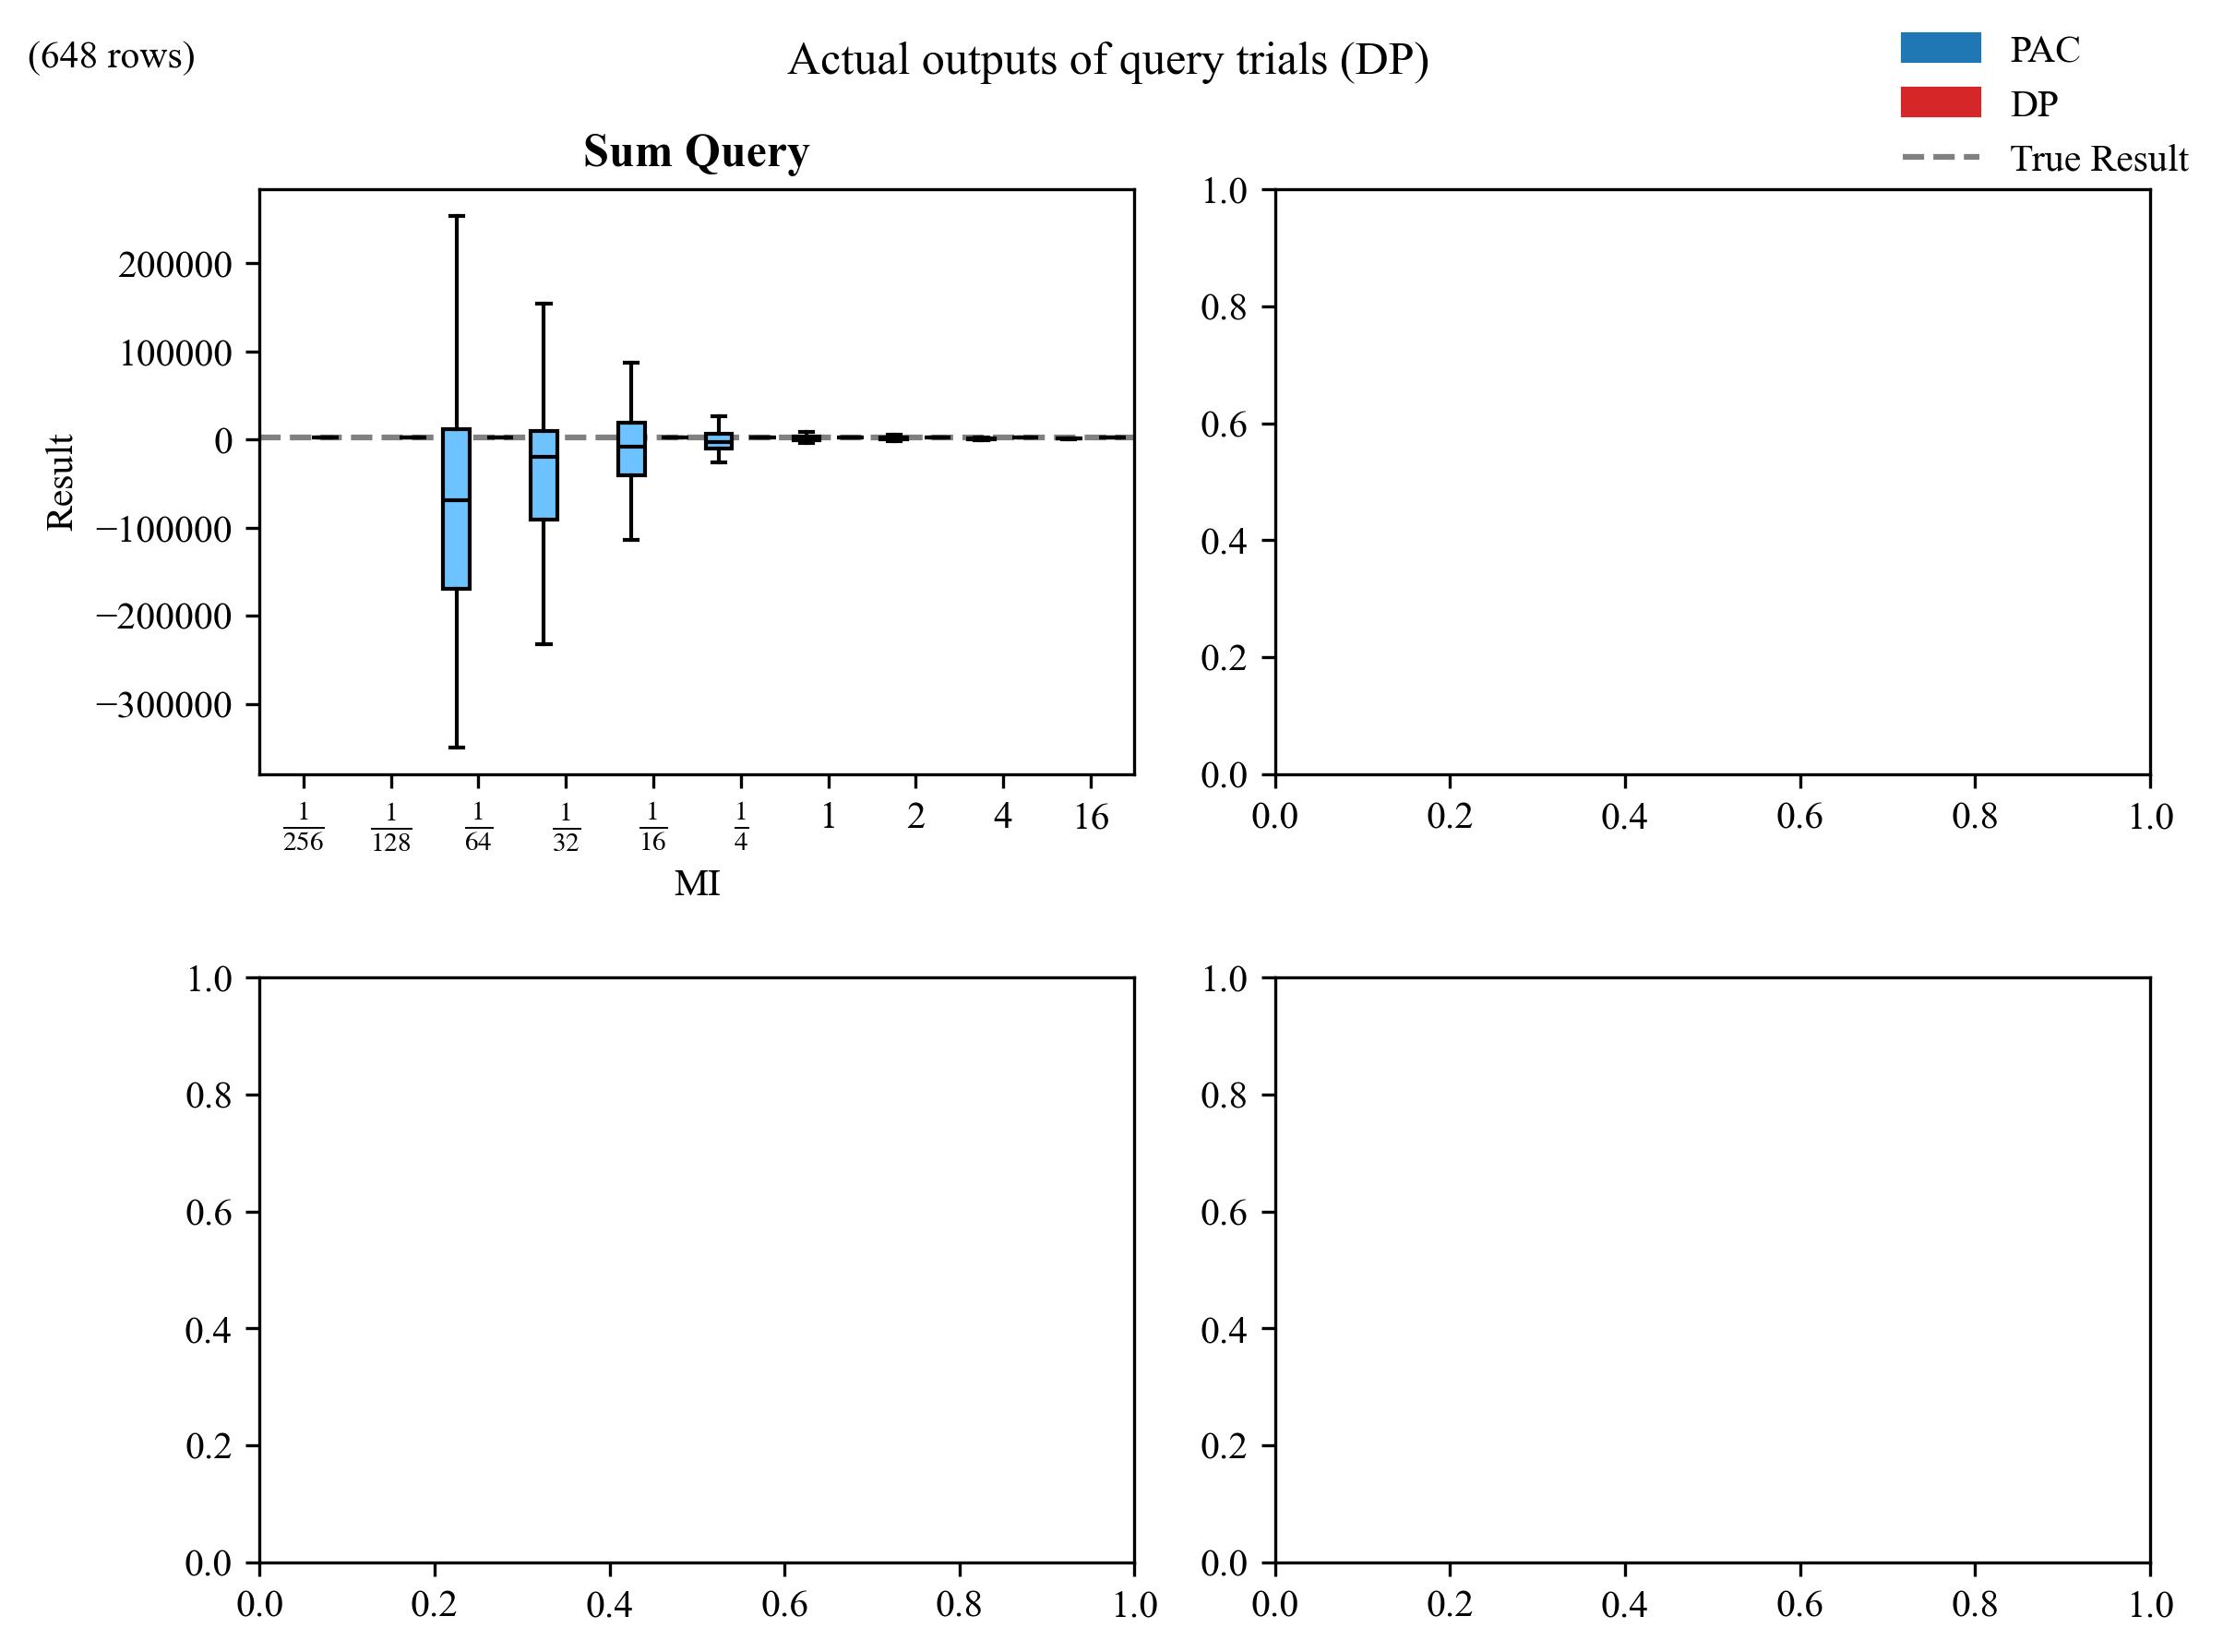 (648 rows)
Actual outputs of query trials (DP)
PAC
DP
True Result
Sum Query
Result
200000
100000
0
−100000
−200000
−300000
1/256 1/128 1/64 1/32 1/16 1/4 1 2 4 16
MI
1.0
0.8
0.6
0.4
0.2
0.0
0.0 0.2 0.4 0.6 0.8 1.0
1.0
0.8
0.6
0.4
0.2
0.0
0.0 0.2 0.4 0.6 0.8 1.0
1.0
0.8
0.6
0.4
0.2
0.0
0.0 0.2 0.4 0.6 0.8 1.0